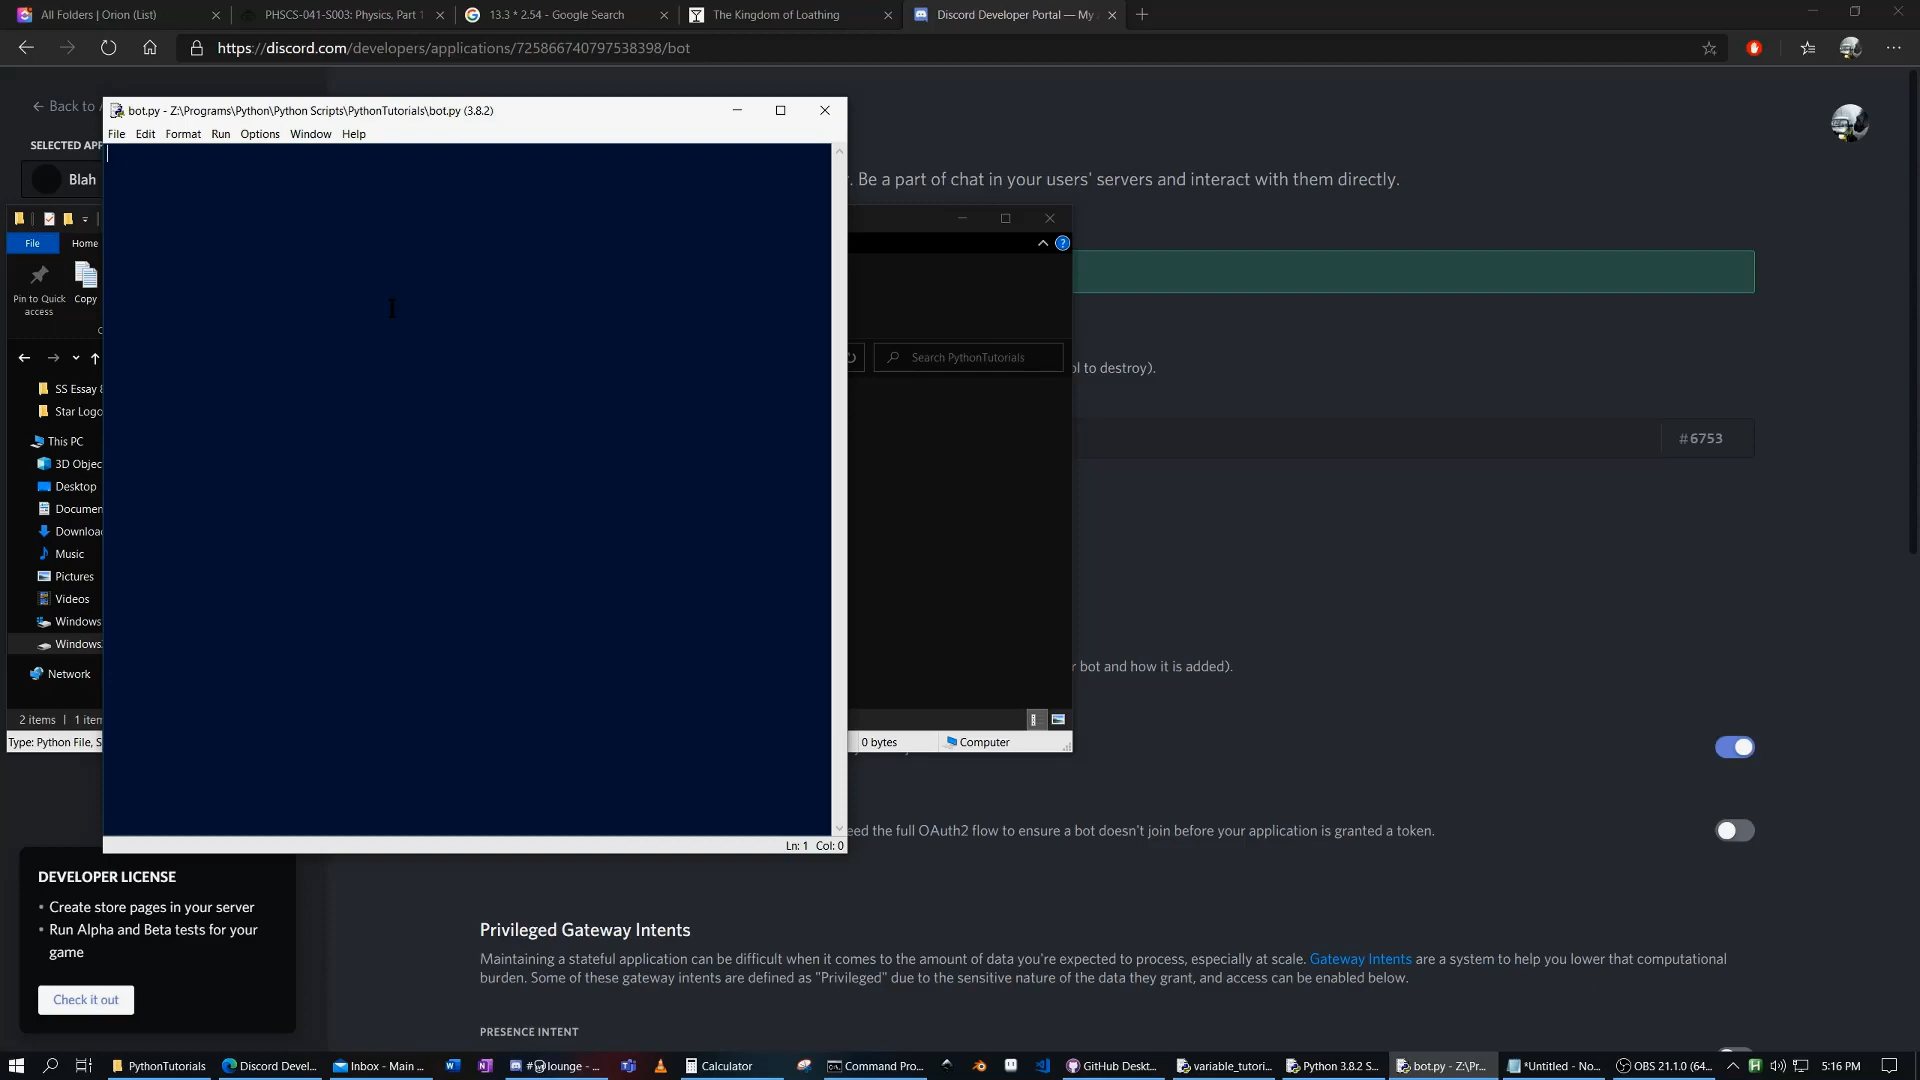 All Folders | Orion (List)
PHSCS-041-S003: Physics, Part 1
13.3 * 2.54 - Google Search
The Kingdom of Loathing
Discord Developer Portal — My
https://discord.com/developers/applications/725866740797538398/bot
Back to
bot.py - Z:\Programs\Python\Python Scripts\PythonTutorials\bot.py (3.8.2)
File Edit Format Run Options Window Help
SELECTED APP
Blah
. Be a part of chat in your users' servers and interact with them directly.
File
Home
Pin to Quick
access
Copy
Search PythonTutorials
to destroy).
SS Essay
Star Logo
#6753
This PC
3D Objec
Desktop
Documen
Downloa
Music
Pictures
Videos
Windows
Windows
Network
bot and how it is added).
2 items
1 iten
Type: Python File, S
0 bytes
Computer
eed the full OAuth2 flow to ensure a bot doesn't join before your application is granted a token.
Ln: 1 Col: 0
DEVELOPER LICENSE
• Create store pages in your server
• Run Alpha and Beta tests for your
game
Check it out
Privileged Gateway Intents
Maintaining a stateful application can be difficult when it comes to the amount of data you're expected to process, especially at scale. Gateway Intents are a system to help you lower that computational
burden. Some of these gateway intents are defined as "Privileged" due to the sensitive nature of the data they grant, and access can be enabled below.
PRESENCE INTENT
PythonTutorials
Discord Devel...
Inbox - Main ...
lounge - ...
Calculator
Command Pro...
GitHub Deskt...
variable_tutori...
Python 3.8.2 S...
bot.py - Z:\Pr...
*Untitled - No...
OBS 21.1.0 (64...
5:16 PM